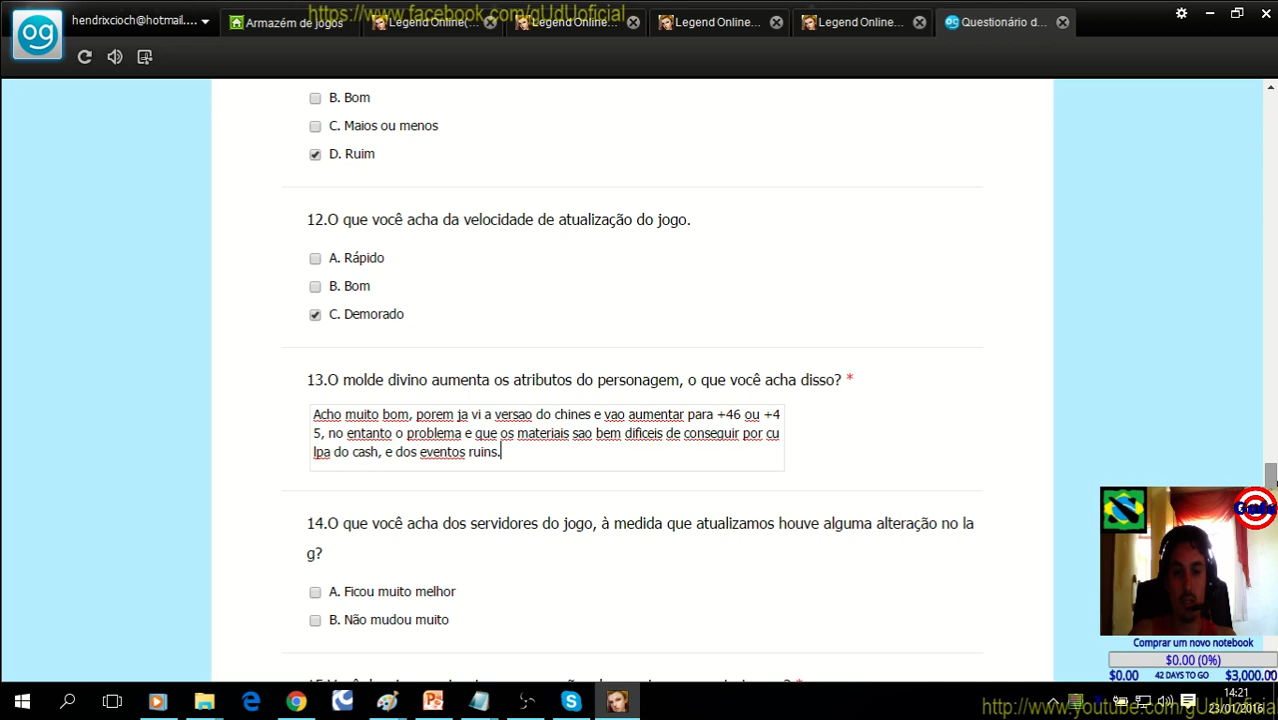 https://www.facebook.com/gUdUoficial
hendrixcioch@hotmail....
Armazém de jogos
Legend Online(...
Legend Online...
Legend Online...
Legend Online...
Questionário d...
og
B. Bom
C. Maios ou menos
D. Ruim
12.O que você acha da velocidade de atualização do jogo.
A. Rápido
B. Bom
C. Demorado
13.O molde divino aumenta os atributos do personagem, o que você acha disso? *
Acho muito bom, porem ja vi a versao do chines e vao aumentar para +46 ou +4
5, no entanto o problema e que os materiais sao bem dificeis de conseguir por cu
lpa do cash, e dos eventos ruins.
14.O que você acha dos servidores do jogo, à medida que atualizamos houve alguma alteração no la
g?
A. Ficou muito melhor
B. Não mudou muito
Comprar um novo notebook
$0.00 (0%)
$0.00 42 DAYS TO GO $3,000.00
14:21
23/01/2016
http://www.youtube.com/gUdUoficial